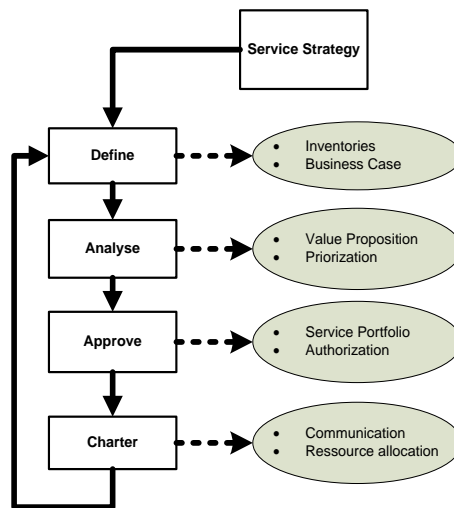 Service Strategy
Define
• Inventories
• Business Case
Analyse
• Value Proposition
• Priorization
Approve
• Service Portfolio
• Authorization
Charter
• Communication
• Ressource allocation